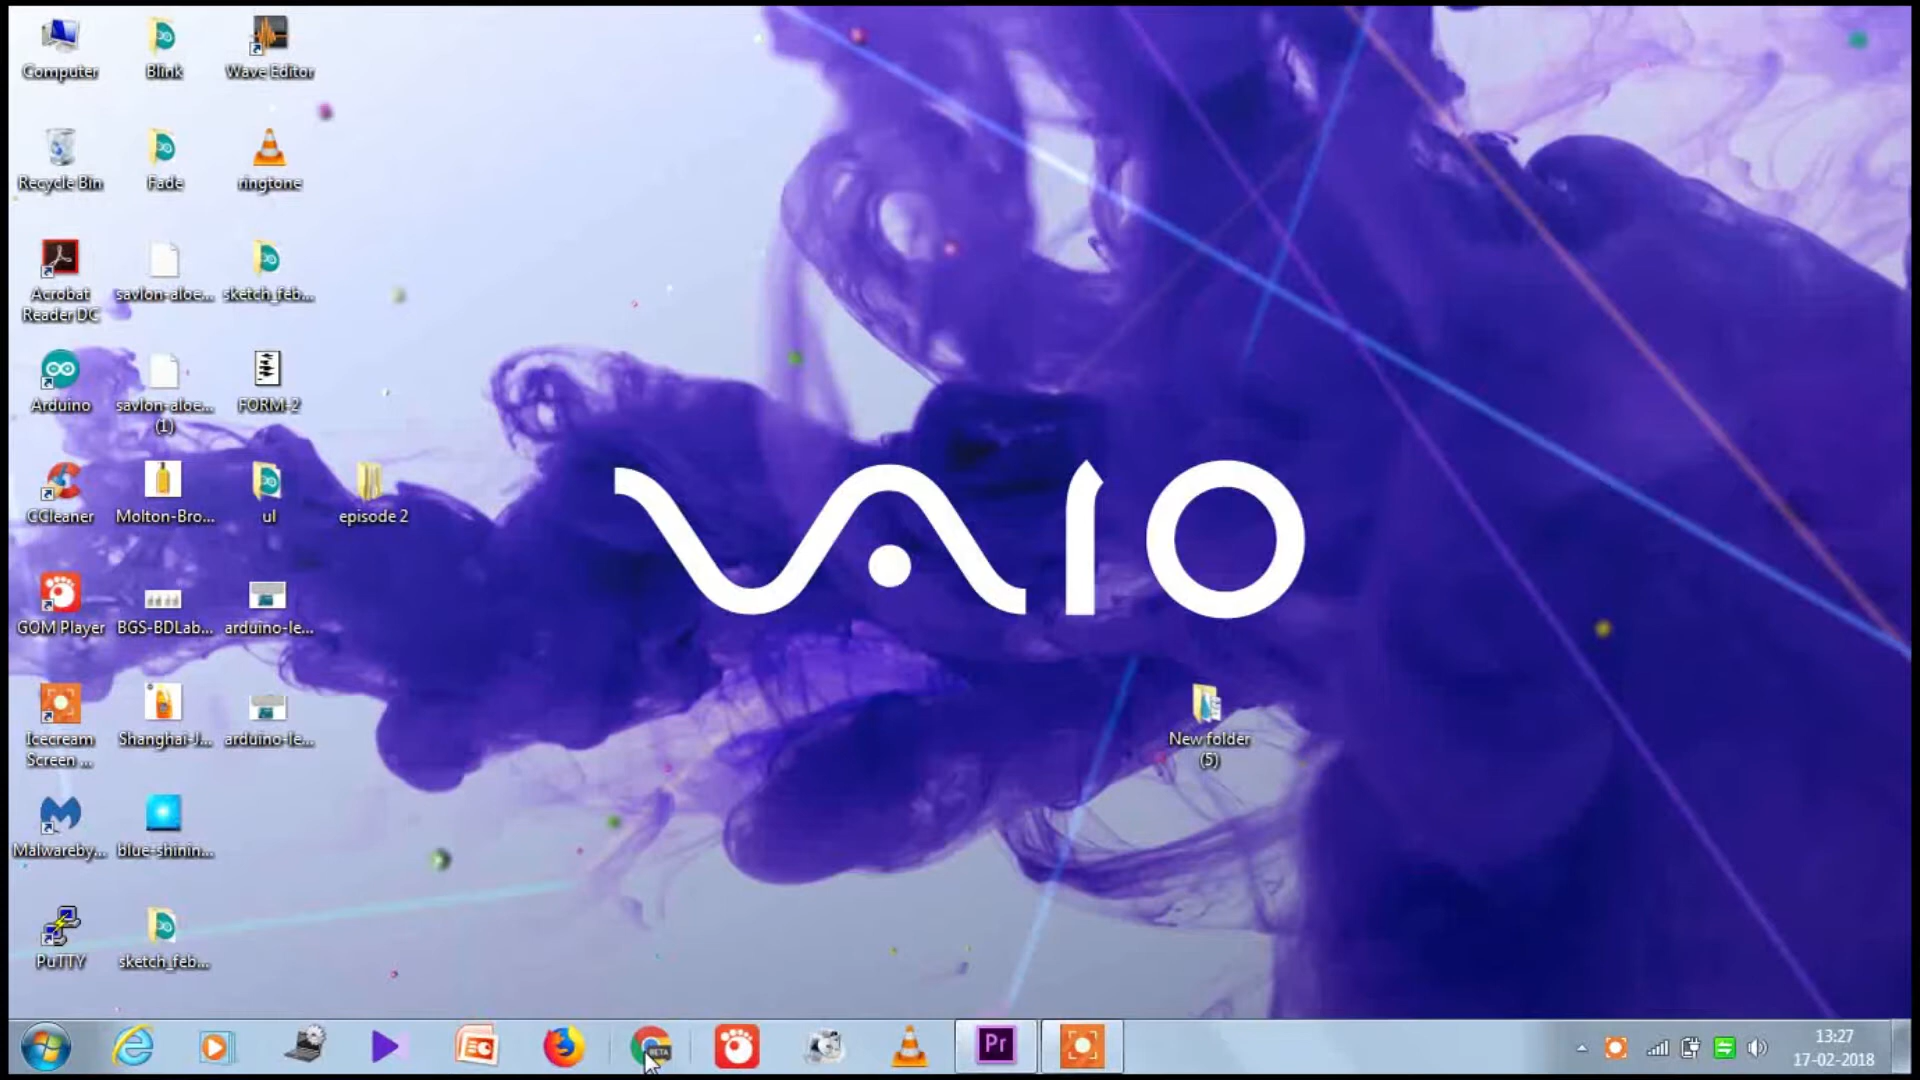 Computer
Blink
Wave Editor
Recycle Bin
Fade
ringtone
Acrobat
Reader DC
savlon-aloe...
sketch_feb...
Arduino
savlon-aloe...
(1)
FORM-2
CCleaner
Molton-Bro...
ul
episode 2
VAIO
GOM Player
BGS-BDLab...
arduino-le...
Icecream
Screen ...
Shanghai-J...
arduino-le...
New folder
(5)
Malwareby...
blue-shinin...
PuTTY
sketch_feb...
BETA
Pr
13:27
17-02-2018